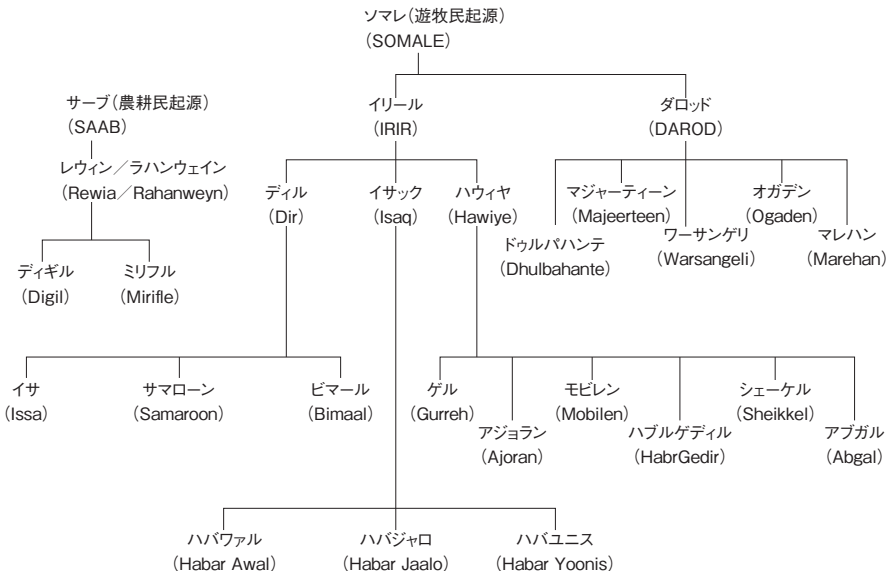 ソマレ(遊牧民起源)
(SOMALE)
サーブ(農耕民起源)
(SAAB)
イリール
(IRIR)
ダロッド
(DAROD)
レウィン／ラハンウェイン
(Rewia／Rahanweyn)
ディル
(Dir)
イサック
(Isaq)
ハウィヤ
(Hawiye)
マジャーティーン
(Majeerteen)
オガデン
(Ogaden)
ドゥルパハンテ
(Dhulbahante)
ワーサンゲリ
(Warsangeli)
マレハン
(Marehan)
ディギル
(Digil)
ミリフル
(Mirifle)
イサ
(Issa)
サマローン
(Samaroon)
ビマール
(Bimaal)
ゲル
(Gurreh)
モビレン
(Mobilen)
シェーケル
(Sheikkel)
アジョラン
(Ajoran)
ハブルゲディル
(HabrGedir)
アブガル
(Abgal)
ハバワァル
(Habar Awal)
ハバジャロ
(Habar Jaalo)
ハバユニス
(Habar Yoonis)